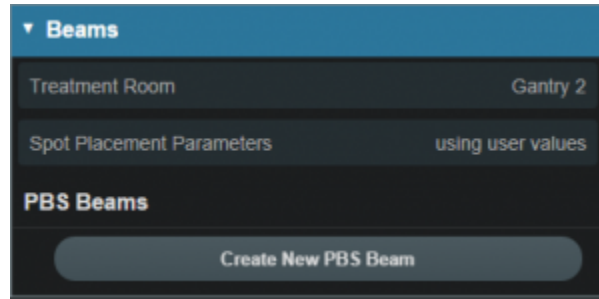 Beams
Treatment Room Gantry 2
Spot Placement Parameters using user values
PBS Beams
Create New PBS Beam